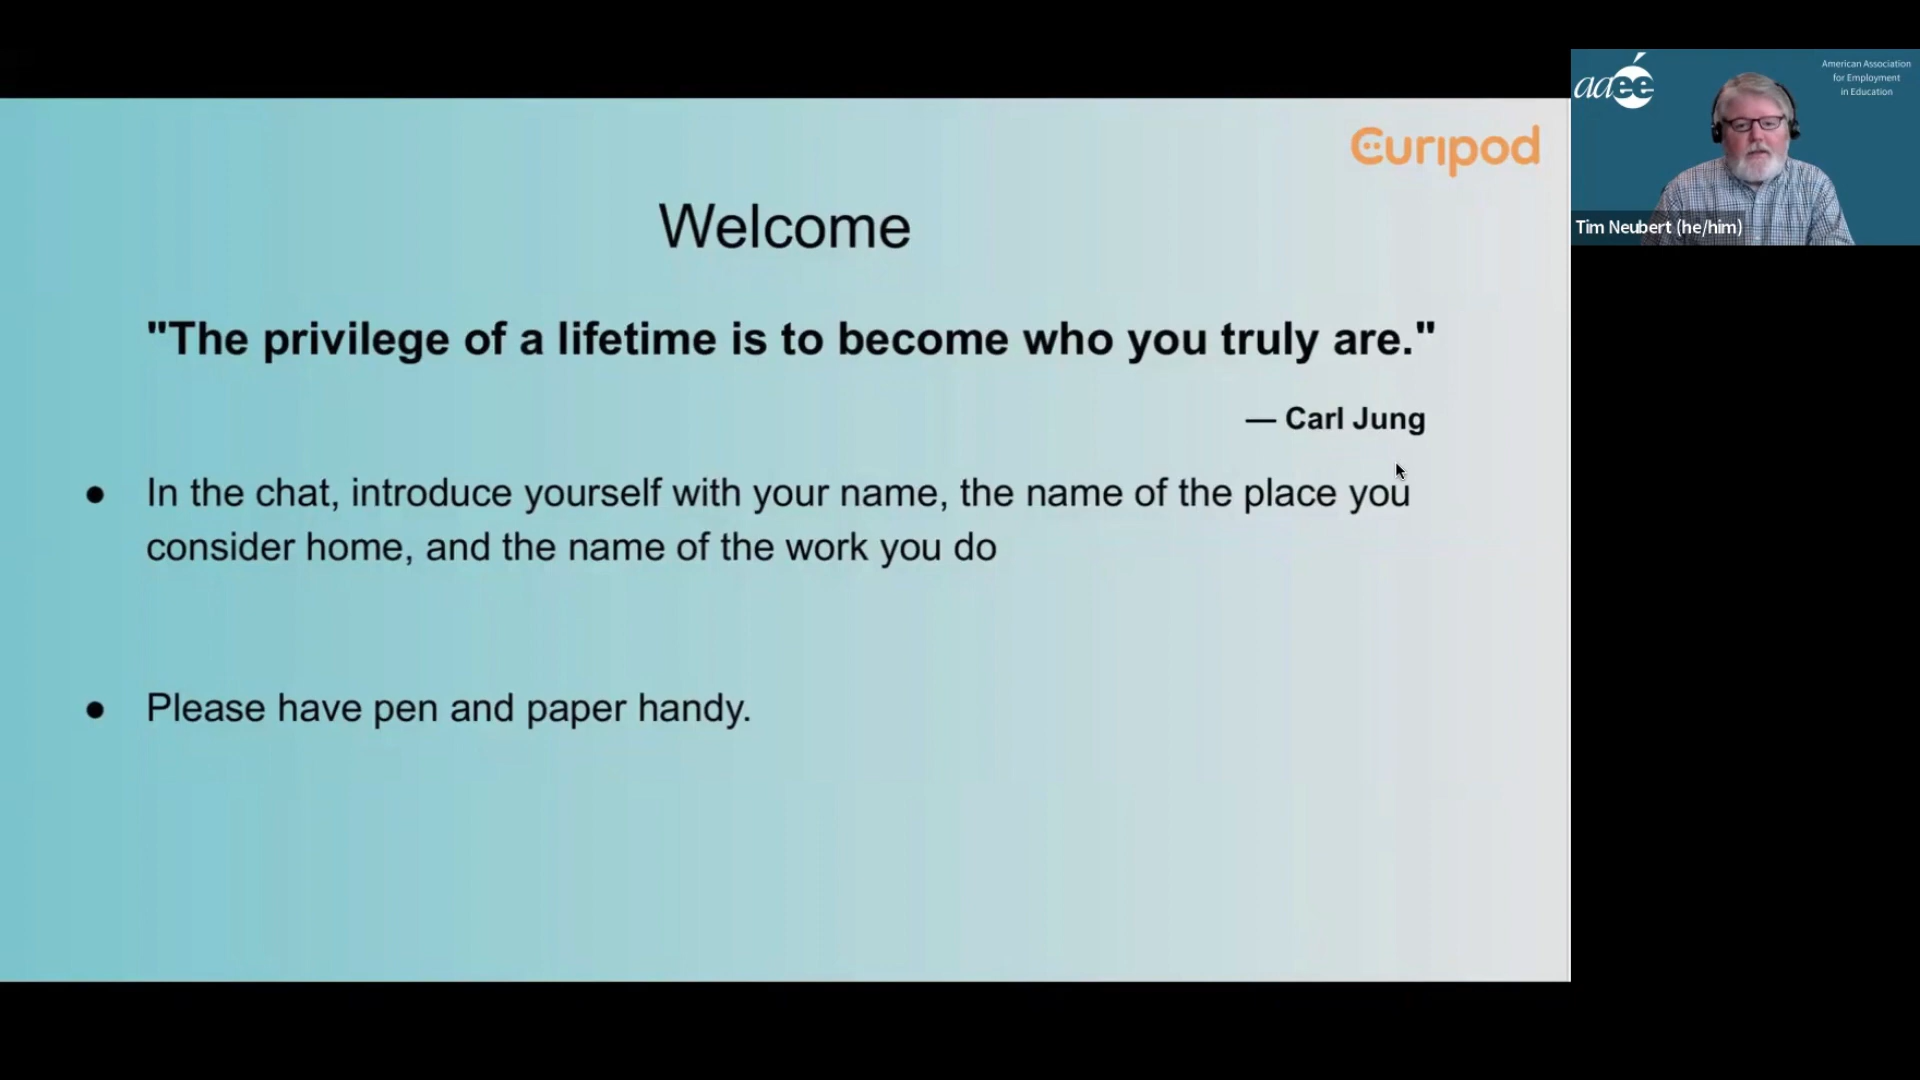 Curipod
Welcome
"The privilege of a lifetime is to become who you truly are."
— Carl Jung
● In the chat, introduce yourself with your name, the name of the place you
consider home, and the name of the work you do
● Please have pen and paper handy.
aaéé
American Association
for Employment
in Education
Tim Neubert (he/him)